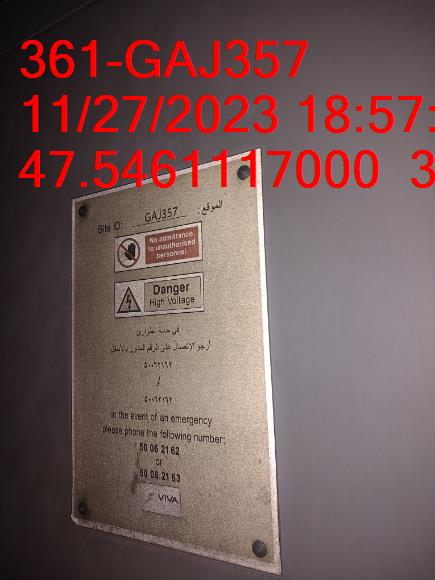 361-GAJ357
11/27/2023 18:57:
47.5461117000 3
Site ID: GAJ357 الموقع:
No admittance
to unauthorised
personnel
Danger
High Voltage
في حالة الطوارئ
أرجو الإتصال على الرقم المدون بالأسفل
٥٠٠٦٢١٦٢
أو
٥٠٠٦٢١٦٣
In the event of an emergency
please phone the following number:
50 06 21 62
or
50 06 21 63
VIVA